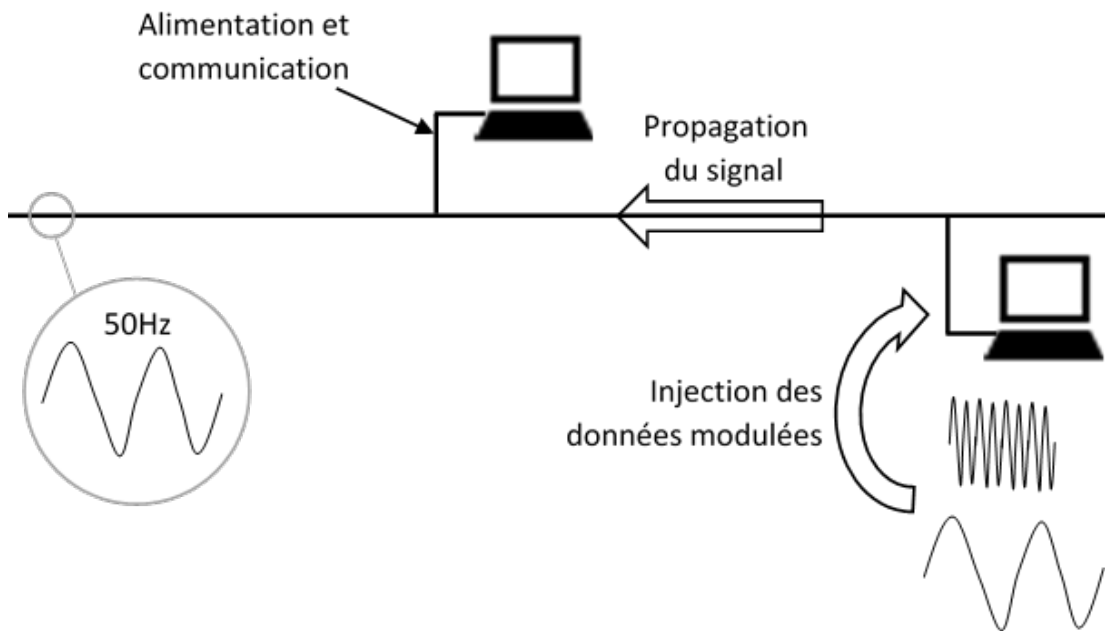 Alimentation et
communication
Propagation
du signal
50Hz
Injection des
données modulées